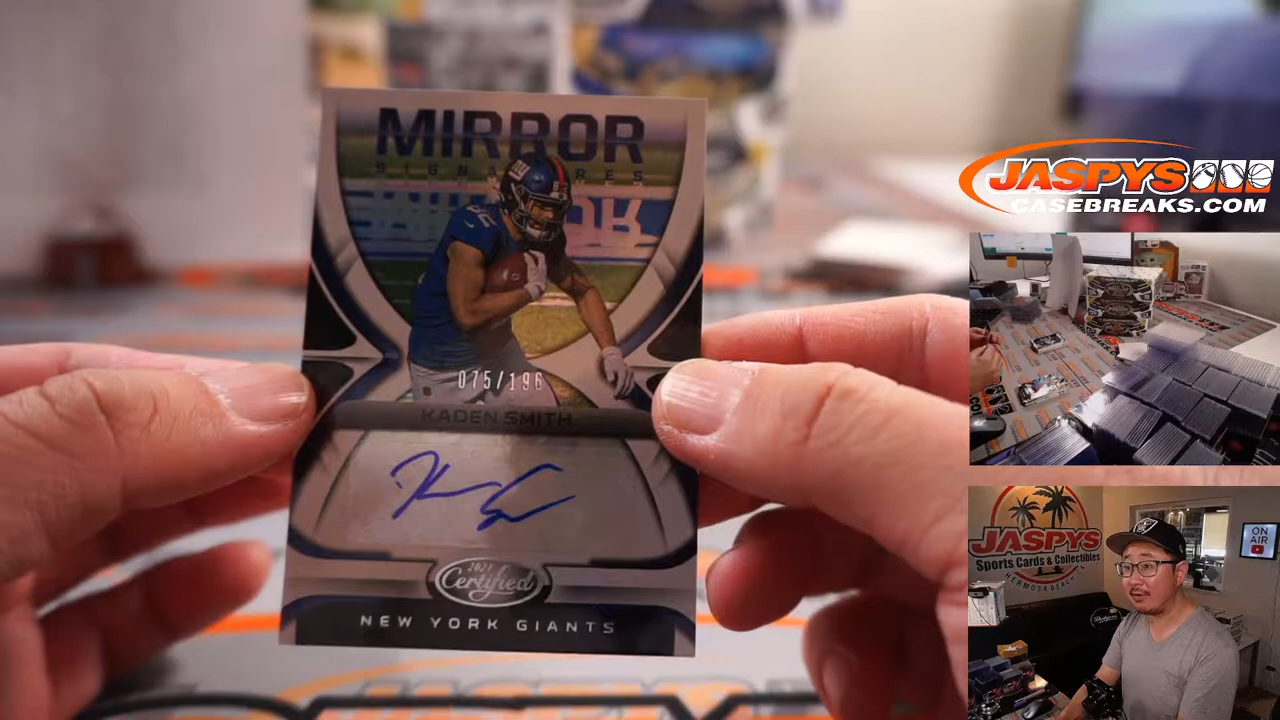 MIRROR
SIGNATURES
075/196
KADEN SMITH
2021
Certified
NEW YORK GIANTS
JASPYS
CASEBREAKS.COM
JASPYS
Sports Cards & Collectibles
HERMOSA BEACH, CA
ON
AIR